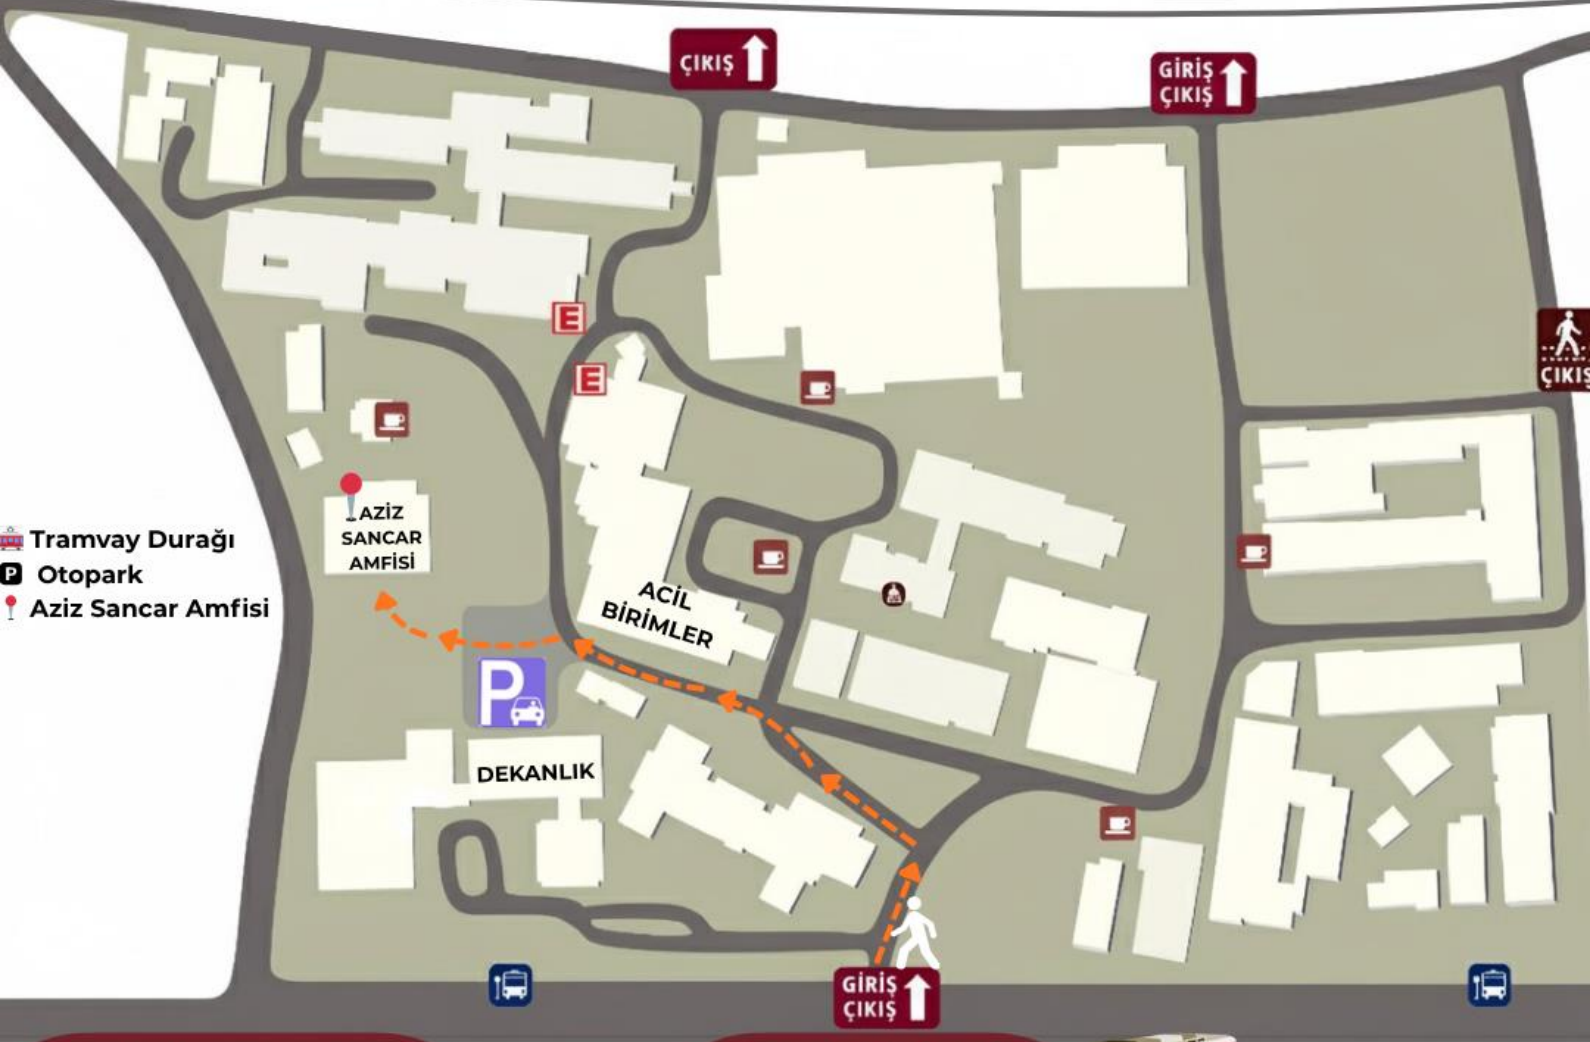 ÇIKIŞ
GİRİŞ
ÇIKIŞ
E
ÇIKIŞ
E
AZİZ
SANCAR
AMFİSİ
Tramvay Durağı
P Otopark
Aziz Sancar Amfisi
ACİL
BİRİMLER
P
DEKANLIK
GİRİŞ
ÇIKIŞ